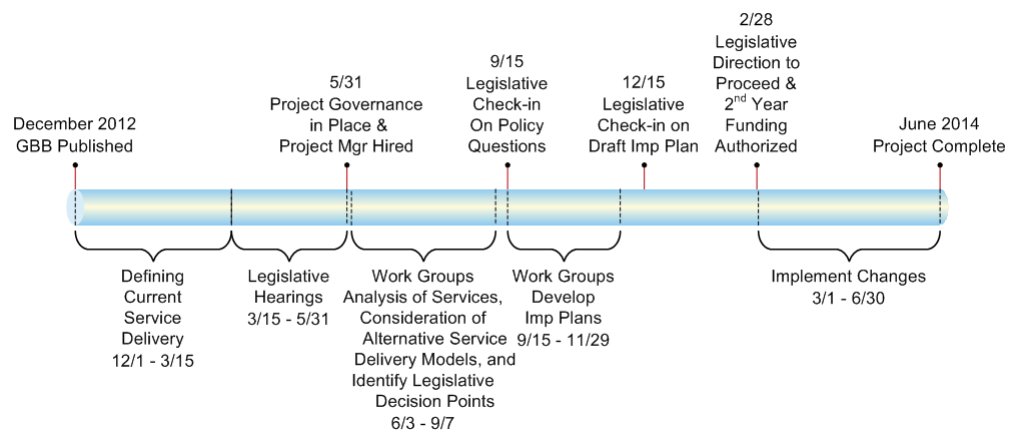 December 2012
GBB Published
5/31
Project Governance
in Place &
Project Mgr Hired
9/15
Legislative
Check-in
On Policy
Questions
12/15
Legislative
Check-in on
Draft Imp Plan
2/28
Legislative
Direction to
Proceed &
2nd Year
Funding
Authorized
June 2014
Project Complete
Defining
Current
Service
Delivery
12/1 - 3/15
Legislative
Hearings
3/15 - 5/31
Work Groups
Analysis of Services,
Consideration of
Alternative Service
Delivery Models, and
Identify Legislative
Decision Points
6/3 - 9/7
Work Groups
Develop
Imp Plans
9/15 - 11/29
Implement Changes
3/1 - 6/30